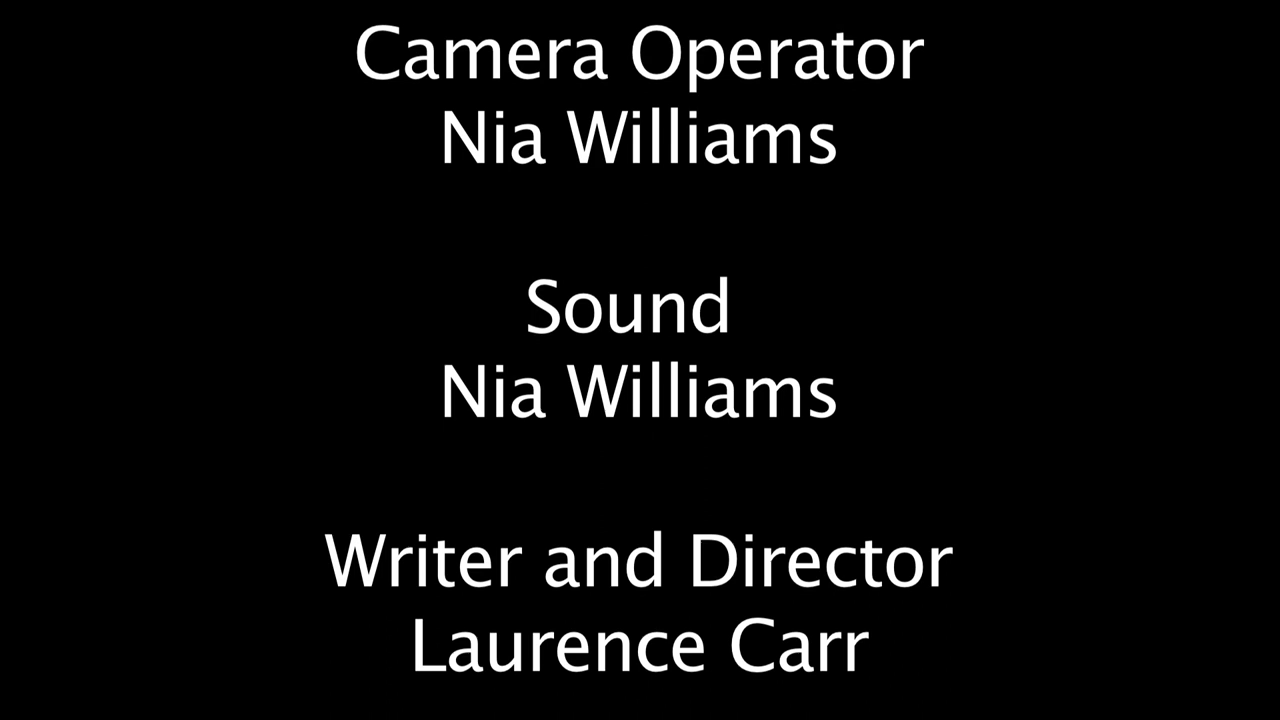 Camera Operator
Nia Williams
Sound
Nia Williams
Writer and Director
Laurence Carr